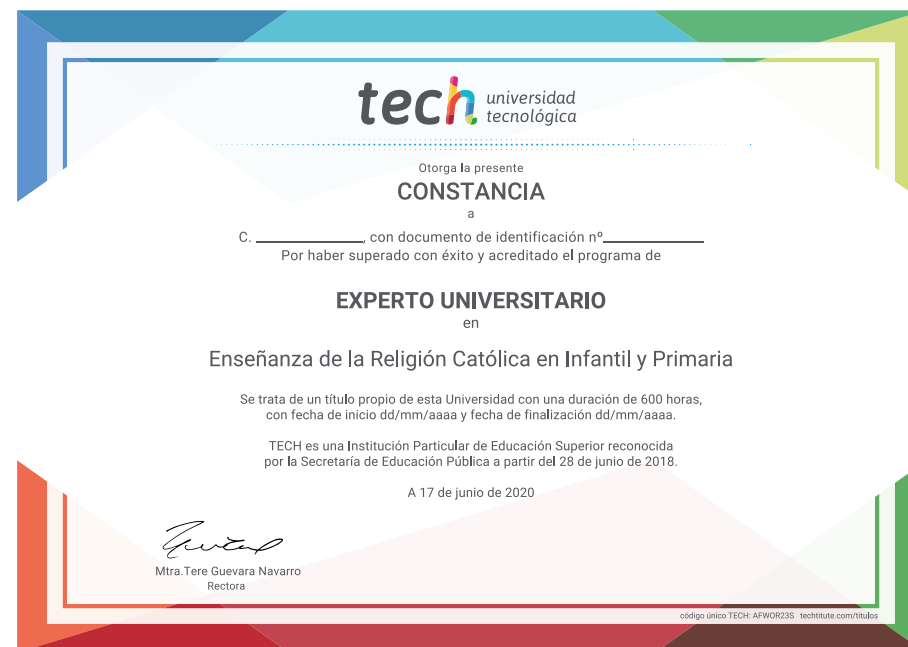 tech universidad
tecnológica
Otorga la presente
CONSTANCIA
a
C. ____________, con documento de identificación nº____________
Por haber superado con éxito y acreditado el programa de
EXPERTO UNIVERSITARIO
en
Enseñanza de la Religión Católica en Infantil y Primaria
Se trata de un título propio de esta Universidad con una duración de 600 horas,
con fecha de inicio dd/mm/aaaa y fecha de finalización dd/mm/aaaa.
TECH es una Institución Particular de Educación Superior reconocida
por la Secretaría de Educación Pública a partir del 28 de junio de 2018.
A 17 de junio de 2020
Mtra.Tere Guevara Navarro
Rectora
código único TECH: AFWOR23S techtitute.com/titulos